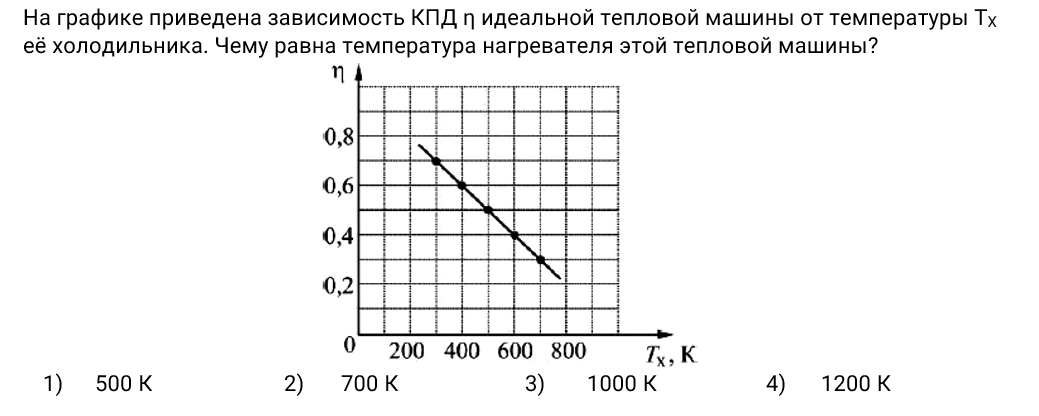 На графике приведена зависимость КПД η идеальной тепловой машины от температуры Tₓ
её холодильника. Чему равна температура нагревателя этой тепловой машины?
η
0,8
0,6
0,4
0,2
0 200 400 600 800 Tₓ, К
1) 500 К 2) 700 К 3) 1000 К 4) 1200 К